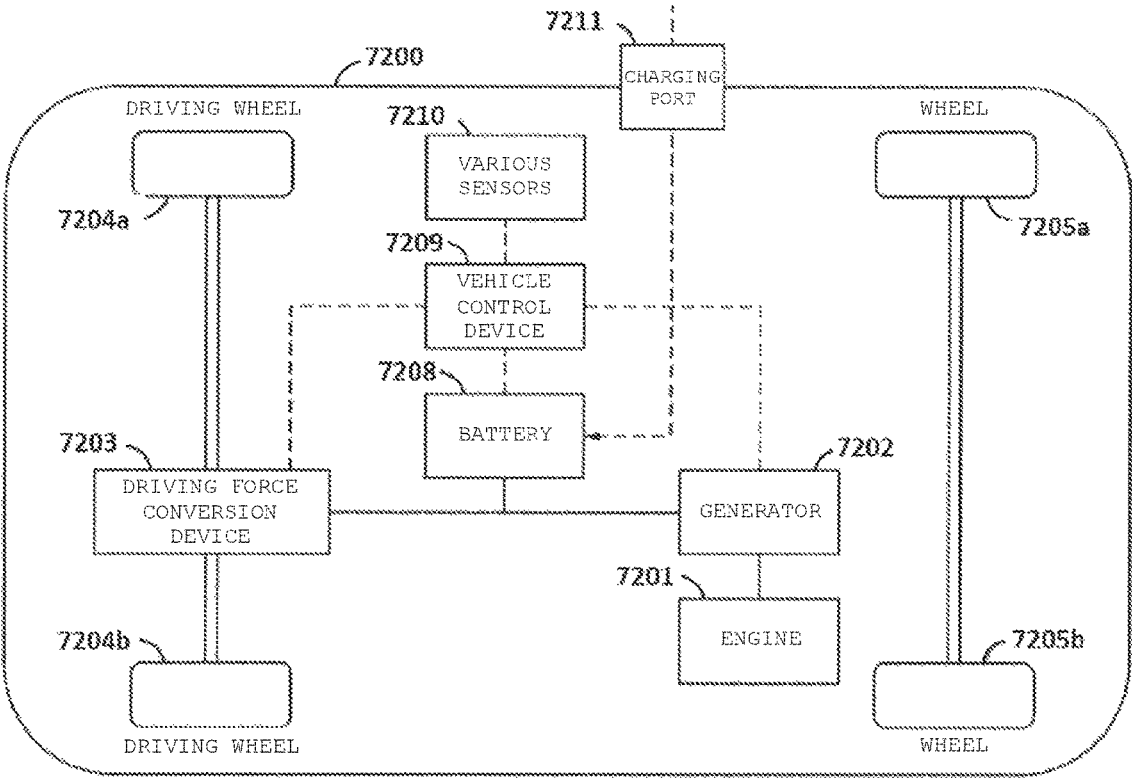 7211
7200
CHARGING
PORT
DRIVING WHEEL
WHEEL
7210
VARIOUS
SENSORS
7204a
7205a
7209
VEHICLE
CONTROL
DEVICE
7208
BATTERY
7203
7202
DRIVING FORCE
CONVERSION
DEVICE
GENERATOR
7201
ENGINE
7204b
7205b
DRIVING WHEEL
WHEEL